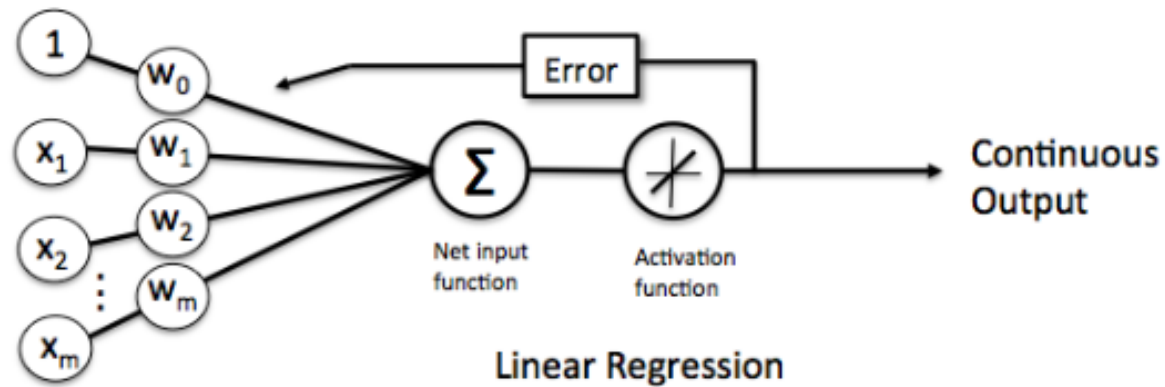 1
w0
Error
x1
w1
Σ
Continuous
Output
x2
w2
Net input
function
Activation
function
⋮
wm
xm
Linear Regression